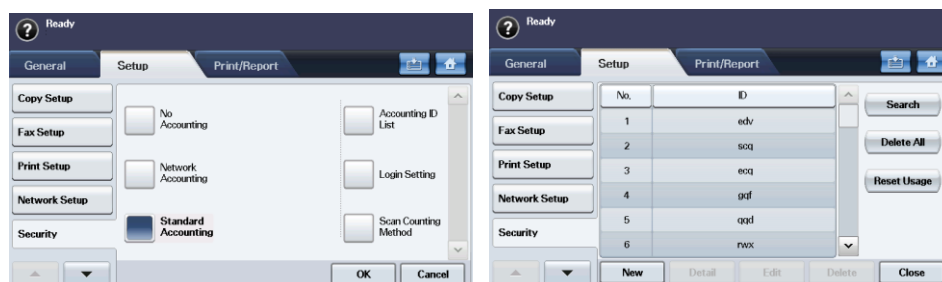 Ready
General Setup Print/Report
Copy Setup
Fax Setup
Print Setup
Network Setup
Security
No
Accounting
Network
Accounting
Standard
Accounting
Accounting ID
List
Login Setting
Scan Counting
Method
OK Cancel
Ready
General Setup Print/Report
Copy Setup
Fax Setup
Print Setup
Network Setup
Security
No. ID
1 edv
2 scq
3 ecq
4 gqf
5 qqd
6 rwx
Search
Delete All
Reset Usage
New Detail Edit Delete Close